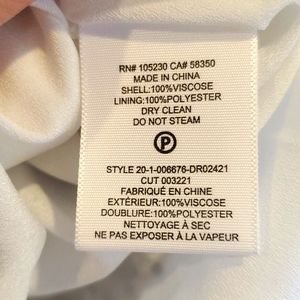 RN# 105230 CA# 58350
MADE IN CHINA
SHELL:100%VISCOSE
LINING:100%POLYESTER
DRY CLEAN
DO NOT STEAM
P
STYLE 20-1-006676-DR02421
CUT 003221
FABRIQUÉ EN CHINE
EXTÉRIEUR:100%VISCOSE
DOUBLURE:100%POLYESTER
NETTOYAGE À SEC
NE PAS EXPOSER À LA VAPEUR